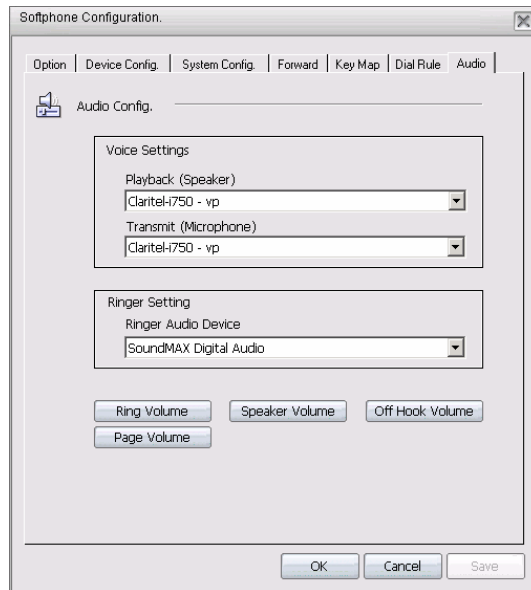 Softphone Configuration.
Option Device Config. System Config. Forward Key Map Dial Rule Audio
Audio Config.
Voice Settings
Playback (Speaker)
Claritel-i750 - vp
Transmit (Microphone)
Claritel-i750 - vp
Ringer Setting
Ringer Audio Device
SoundMAX Digital Audio
Ring Volume Speaker Volume Off Hook Volume
Page Volume
OK Cancel Save